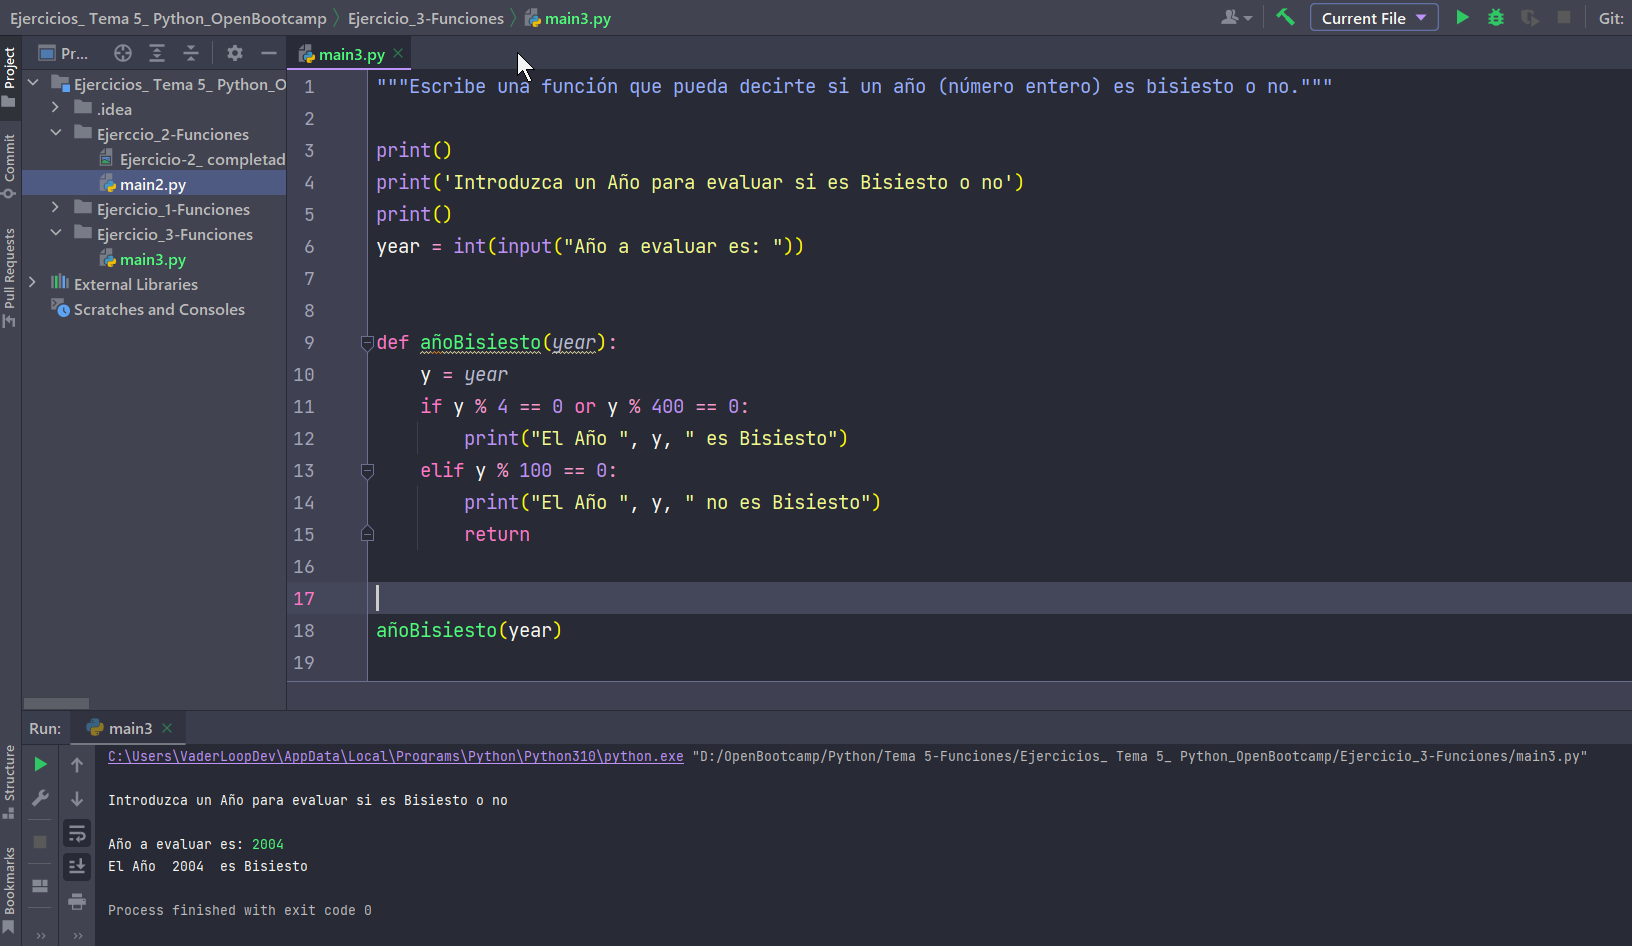 Ejercicios_ Tema 5_ Python_OpenBootcamp Ejercicio_3-Funciones main3.py Current File Git:
Project
Commit
Pull Requests
Structure
Bookmarks
Pr...
Ejercicios_ Tema 5_ Python_O
.idea
Ejerccio_2-Funciones
Ejercicio-2_ completad
main2.py
Ejercicio_1-Funciones
Ejercicio_3-Funciones
main3.py
External Libraries
Scratches and Consoles
main3.py
1 """Escribe una función que pueda decirte si un año (número entero) es bisiesto o no."""
2
3 print()
4 print('Introduzca un Año para evaluar si es Bisiesto o no')
5 print()
6 year = int(input("Año a evaluar es: "))
7
8
9 def añoBisiesto(year):
10 y = year
11 if y % 4 == 0 or y % 400 == 0:
12 print("El Año ", y, " es Bisiesto")
13 elif y % 100 == 0:
14 print("El Año ", y, " no es Bisiesto")
15 return
16
17
18 añoBisiesto(year)
19
Run: main3
C:\Users\VaderLoopDev\AppData\Local\Programs\Python\Python310\python.exe "D:/OpenBootcamp/Python/Tema 5-Funciones/Ejercicios_ Tema 5_ Python_OpenBootcamp/Ejercicio_3-Funciones/main3.py"
Introduzca un Año para evaluar si es Bisiesto o no
Año a evaluar es: 2004
El Año  2004  es Bisiesto
Process finished with exit code 0